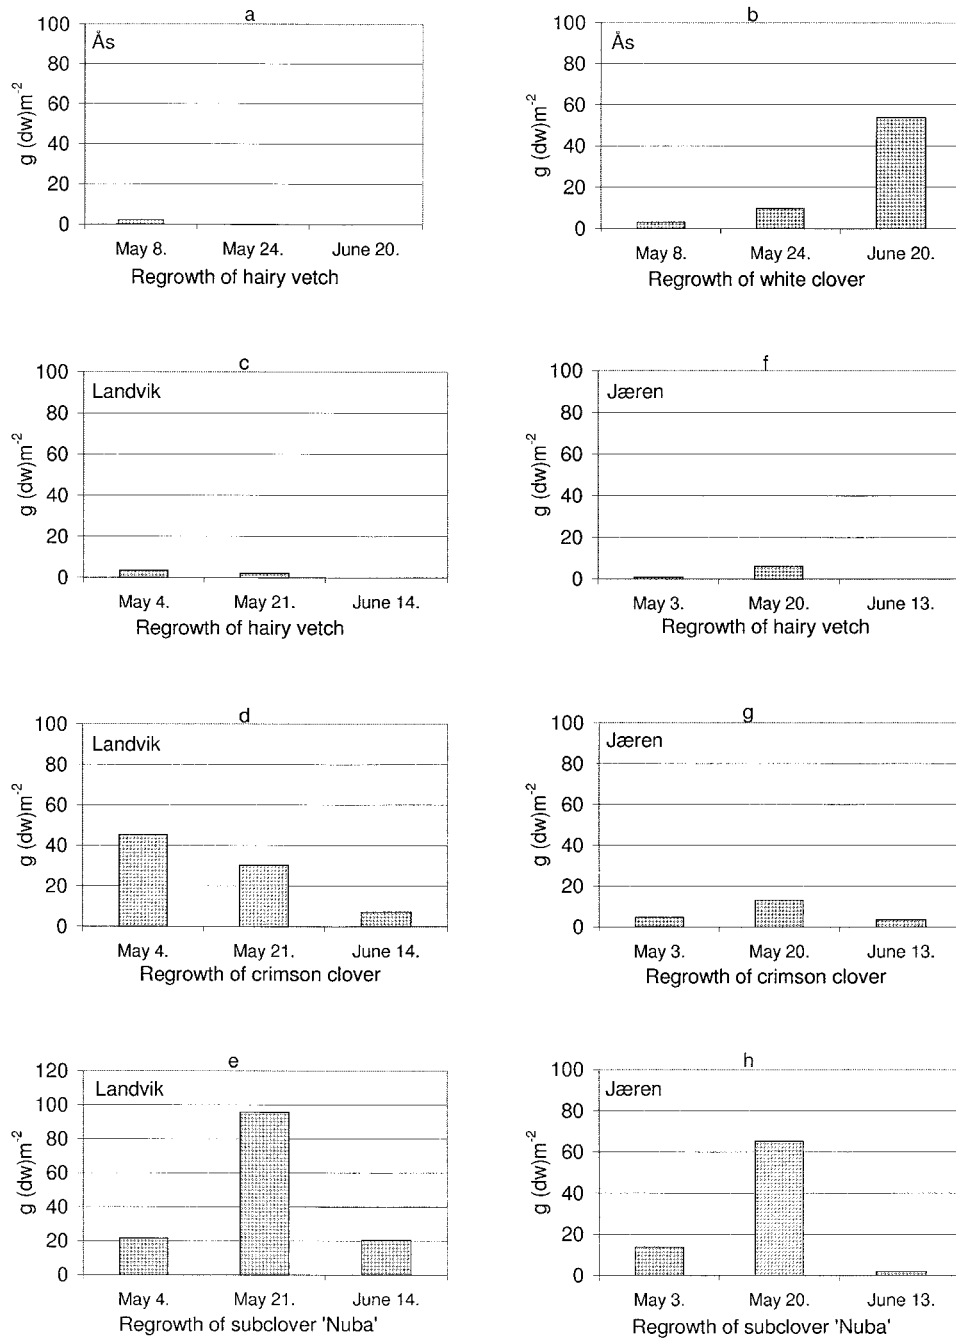 a
Ås
g (dw)m-2
100
80
60
40
20
0
May 8. May 24. June 20.
Regrowth of hairy vetch
b
Ås
g (dw)m-2
100
80
60
40
20
0
May 8. May 24. June 20.
Regrowth of white clover
c
Landvik
g (dw)m-2
100
80
60
40
20
0
May 4. May 21. June 14.
Regrowth of hairy vetch
f
Jæren
g (dw)m-2
100
80
60
40
20
0
May 3. May 20. June 13.
Regrowth of hairy vetch
d
Landvik
g (dw)m-2
100
80
60
40
20
0
May 4. May 21. June 14.
Regrowth of crimson clover
g
Jæren
g (dw)m-2
100
80
60
40
20
0
May 3. May 20. June 13.
Regrowth of crimson clover
e
Landvik
g (dw)m-2
120
100
80
60
40
20
0
May 4. May 21. June 14.
Regrowth of subclover 'Nuba'
h
Jæren
g (dw)m-2
100
80
60
40
20
0
May 3. May 20. June 13.
Regrowth of subclover 'Nuba'